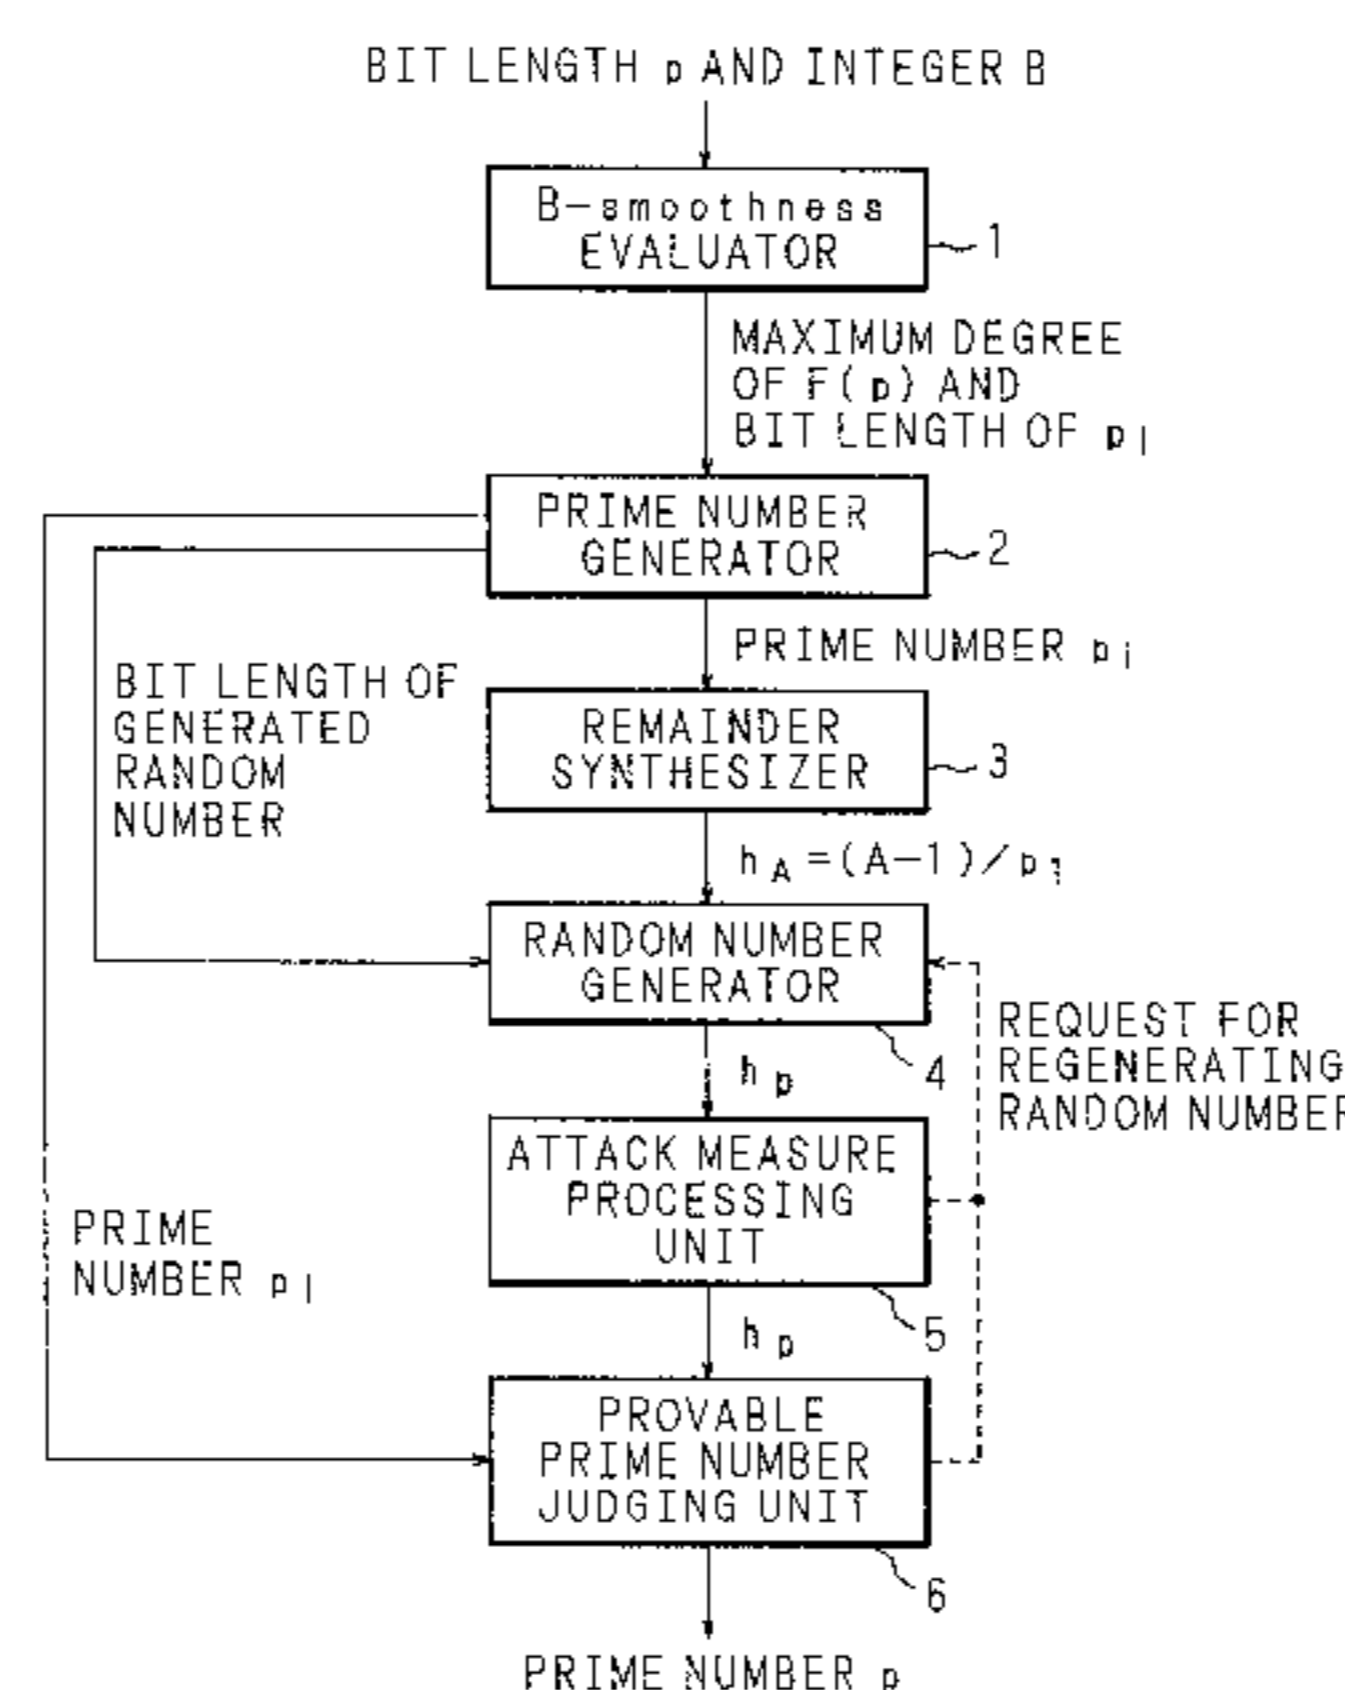 BIT LENGTH p AND INTEGER B
B-smoothness
EVALUATOR
1
MAXIMUM DEGREE
OF F(p) AND
BIT LENGTH OF pi
PRIME NUMBER
GENERATOR
2
PRIME NUMBER pi
BIT LENGTH OF
GENERATED
RANDOM
NUMBER
REMAINDER
SYNTHESIZER
3
hA=(A-1)/p1
RANDOM NUMBER
GENERATOR
4
REQUEST FOR
REGENERATING
RANDOM NUMBER
hp
ATTACK MEASURE
PROCESSING
UNIT
5
PRIME
NUMBER pi
hp
PROVABLE
PRIME NUMBER
JUDGING UNIT
6
PRIME NUMBER p